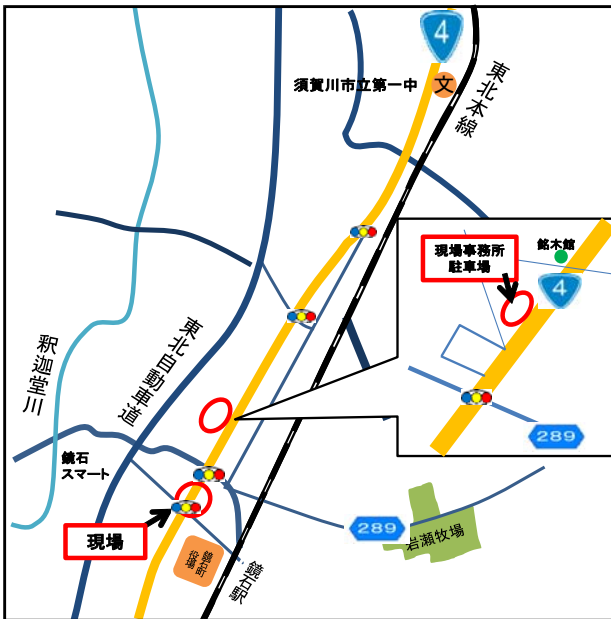 4
須賀川市立第一中
文
東北本線
現場事務所
駐車場
銘木館
4
289
東北自動車道
釈迦堂川
鏡石
スマート
現場
289
岩瀬牧場
鏡石町
役場
鏡石駅